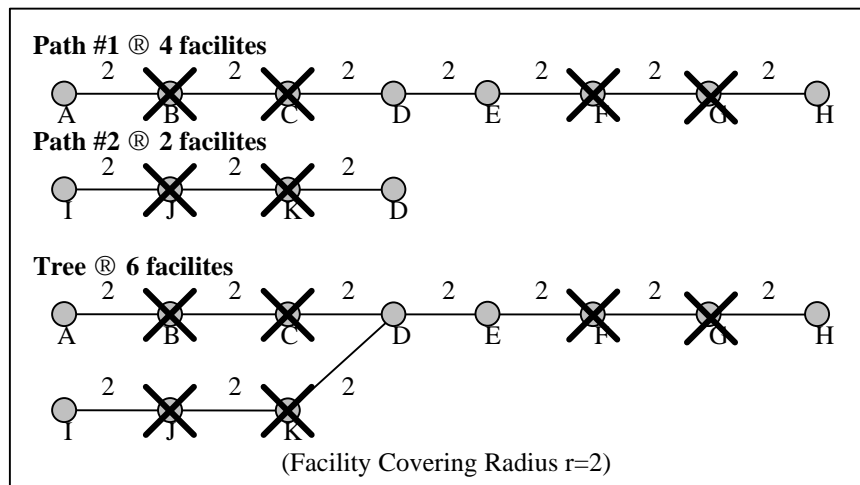 Path #1 ® 4 facilites
2 2 2 2 2 2 2
A B C D E F G H
Path #2 ® 2 facilites
2 2 2
I J K D
Tree ® 6 facilites
2 2 2 2 2 2 2
A B C D E F G H
2 2 2
I J K
(Facility Covering Radius r=2)